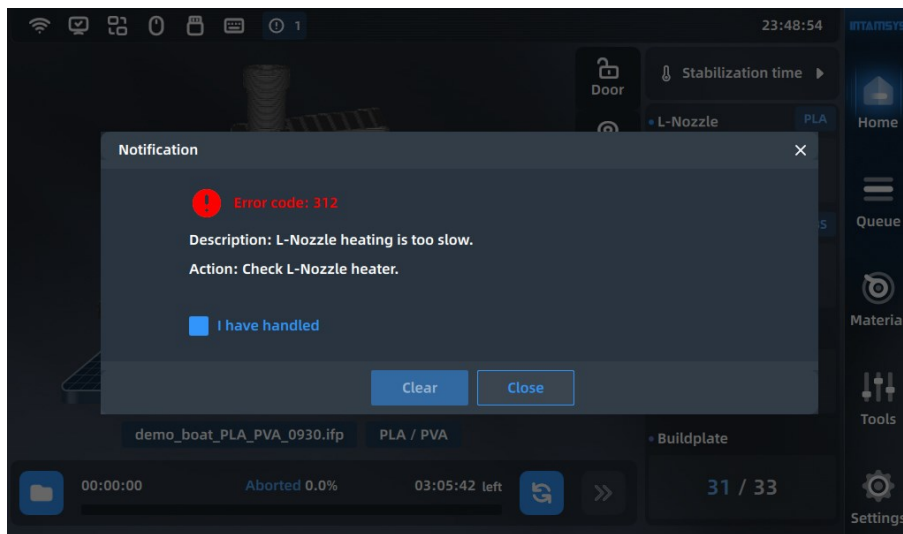 1
23:48:54
INTAMSYS
Door
Stabilization time
L-Nozzle
PLA
Home
Notification
Error code: 312
Description: L-Nozzle heating is too slow.
Action: Check L-Nozzle heater.
I have handled
Clear
Close
Queue
Materia
Tools
demo_boat_PLA_PVA_0930.ifp
PLA / PVA
Buildplate
00:00:00
Aborted 0.0%
03:05:42 left
31 / 33
Settings